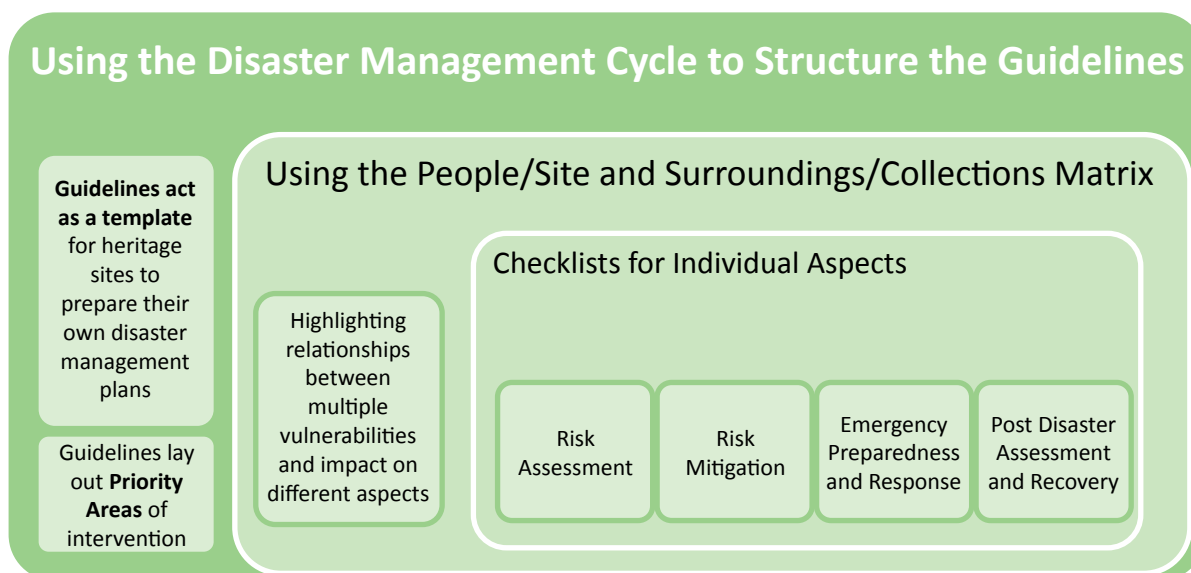 Using the Disaster Management Cycle to Structure the Guidelines
Guidelines act
as a template
for heritage
sites to
prepare their
own disaster
management
plans
Guidelines lay
out Priority
Areas of
intervention
Using the People/Site and Surroundings/Collections Matrix
Highlighting
relationships
between
multiple
vulnerabilities
and impact on
different aspects
Checklists for Individual Aspects
Risk
Assessment
Risk
Mitigation
Emergency
Preparedness
and Response
Post Disaster
Assessment
and Recovery